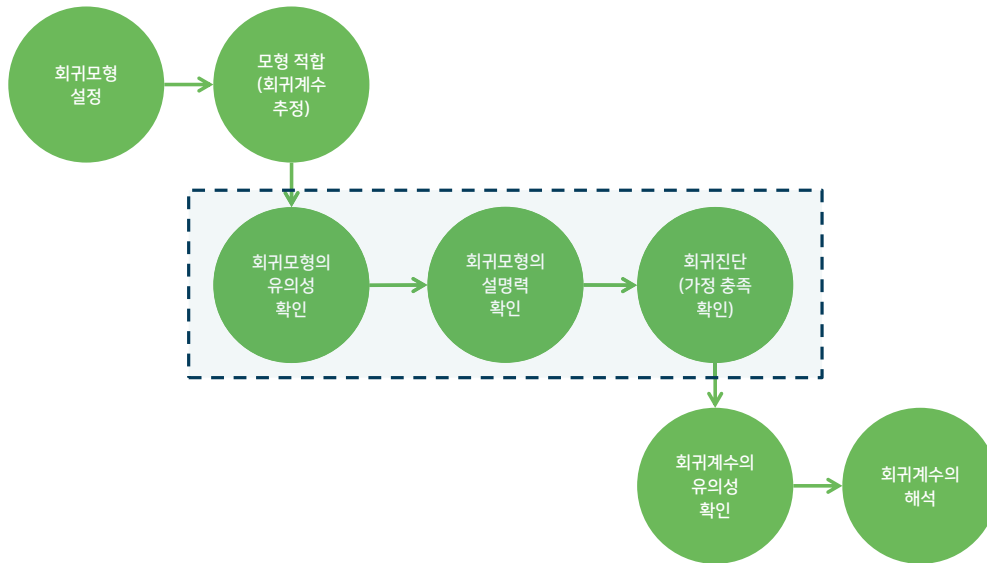 회귀모형
설정
모형 적합
(회귀계수
추정)
회귀모형의
유의성
확인
회귀모형의
설명력
확인
회귀진단
(가정 충족
확인)
회귀계수의
유의성
확인
회귀계수의
해석